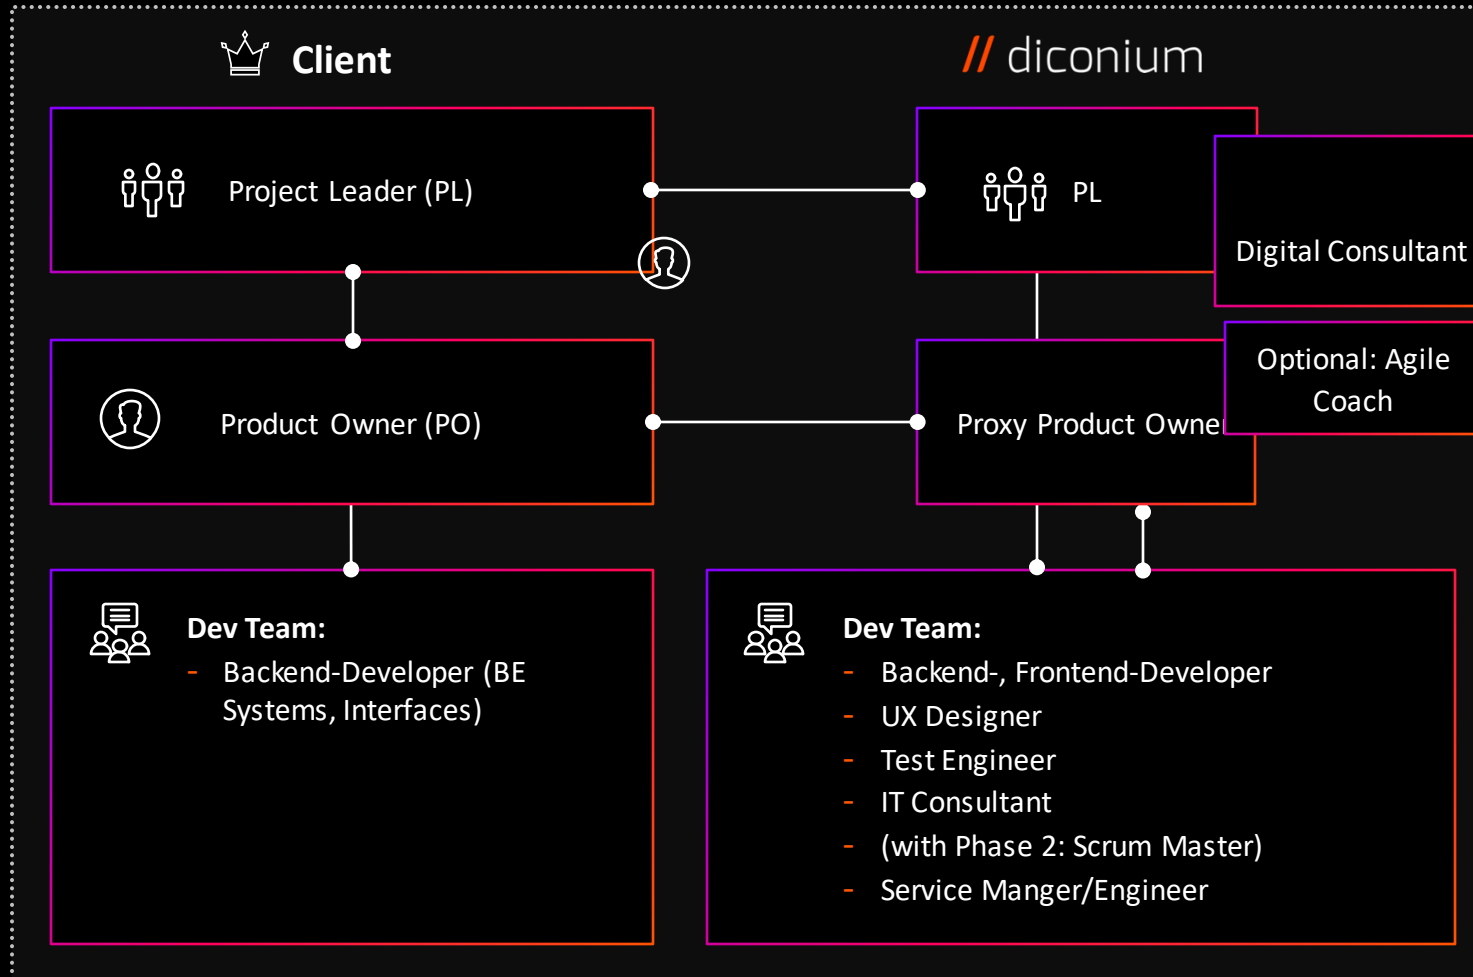 Client
// diconium
Project Leader (PL)
PL
Digital Consultant
Product Owner (PO)
Proxy Product Owner
Optional: Agile
Coach
Dev Team:
- Backend-Developer (BE
Systems, Interfaces)
Dev Team:
- Backend-, Frontend-Developer
- UX Designer
- Test Engineer
- IT Consultant
- (with Phase 2: Scrum Master)
- Service Manger/Engineer